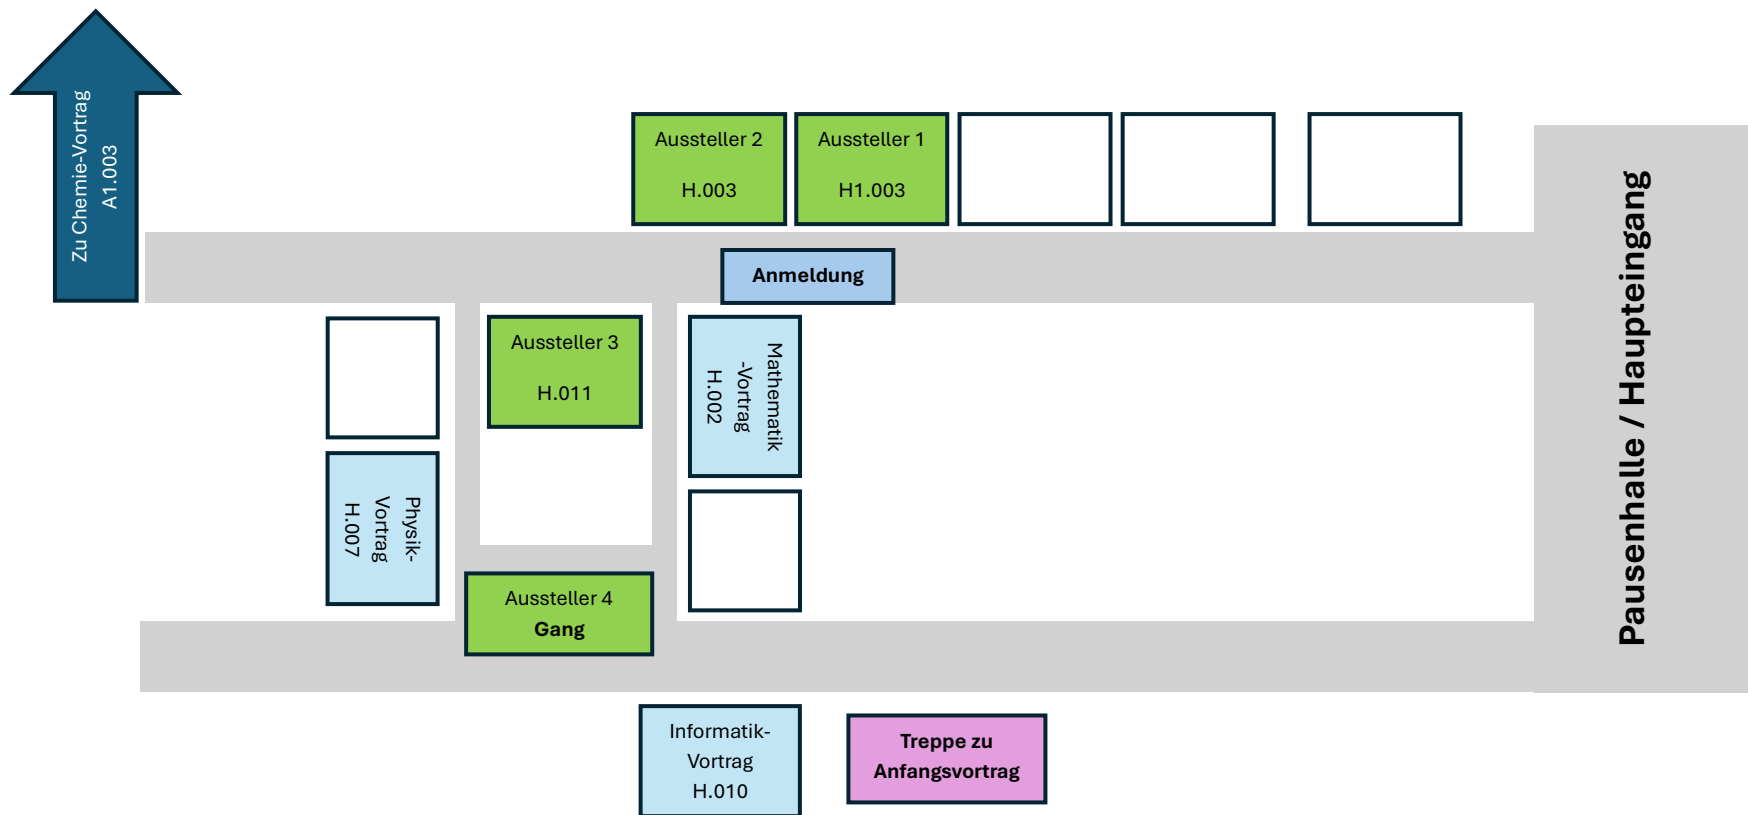 Zu Chemie-Vortrag
A1.003
Aussteller 2
H.003
Aussteller 1
H1.003
Anmeldung
Aussteller 3
H.011
Mathematik
-Vortrag
H.002
Physik-
Vortrag
H.007
Aussteller 4
Gang
Informatik-
Vortrag
H.010
Treppe zu
Anfangsvortrag
Pausenhalle / Haupteingang